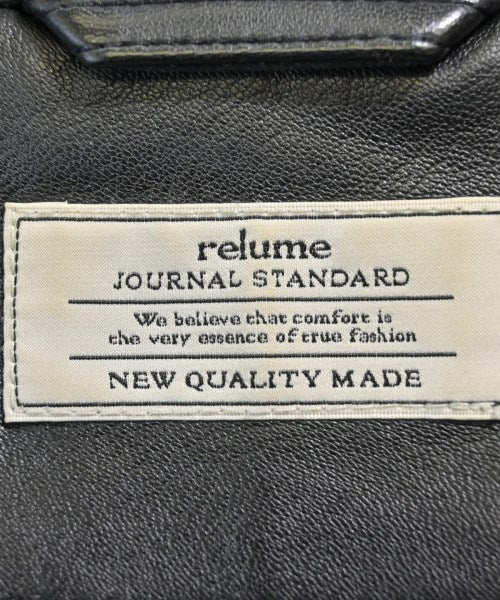 relume
JOURNAL STANDARD
We believe that comfort is
the very essence of true fashion
NEW QUALITY MADE